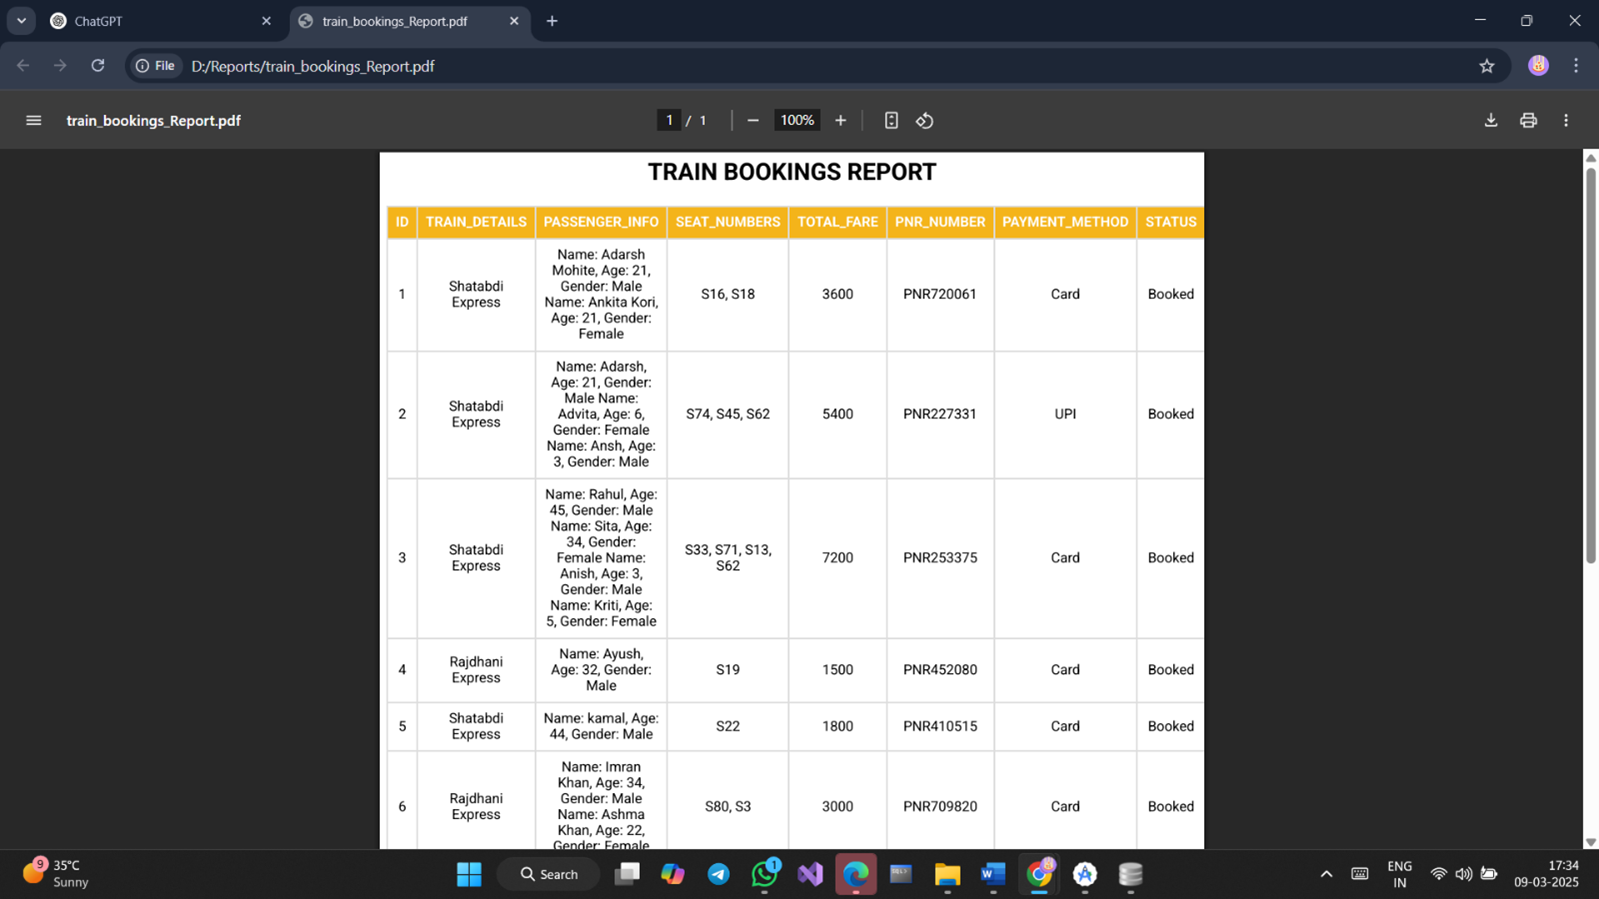 ChatGPT
train_bookings_Report.pdf
File
D:/Reports/train_bookings_Report.pdf
train_bookings_Report.pdf
1 / 1
100%
TRAIN BOOKINGS REPORT
ID TRAIN_DETAILS PASSENGER_INFO SEAT_NUMBERS TOTAL_FARE PNR_NUMBER PAYMENT_METHOD STATUS
1
Shatabdi
Express
Name: Adarsh
Mohite, Age: 21,
Gender: Male
Name: Ankita Kori,
Age: 21, Gender:
Female
S16, S18
3600
PNR720061
Card
Booked
2
Shatabdi
Express
Name: Adarsh,
Age: 21, Gender:
Male Name:
Advita, Age: 6,
Gender: Female
Name: Ansh, Age:
3, Gender: Male
S74, S45, S62
5400
PNR227331
UPI
Booked
3
Shatabdi
Express
Name: Rahul, Age:
45, Gender: Male
Name: Sita, Age:
34, Gender:
Female Name:
Anish, Age: 3,
Gender: Male
Name: Kriti, Age:
5, Gender: Female
S33, S71, S13,
S62
7200
PNR253375
Card
Booked
4
Rajdhani
Express
Name: Ayush,
Age: 32, Gender:
Male
S19
1500
PNR452080
Card
Booked
5
Shatabdi
Express
Name: kamal, Age:
44, Gender: Male
S22
1800
PNR410515
Card
Booked
6
Rajdhani
Express
Name: Imran
Khan, Age: 34,
Gender: Male
Name: Ashma
Khan, Age: 22,
Gender: Female
S80, S3
3000
PNR709820
Card
Booked
9
35°C
Sunny
Search
1
ENG
IN
17:34
09-03-2025